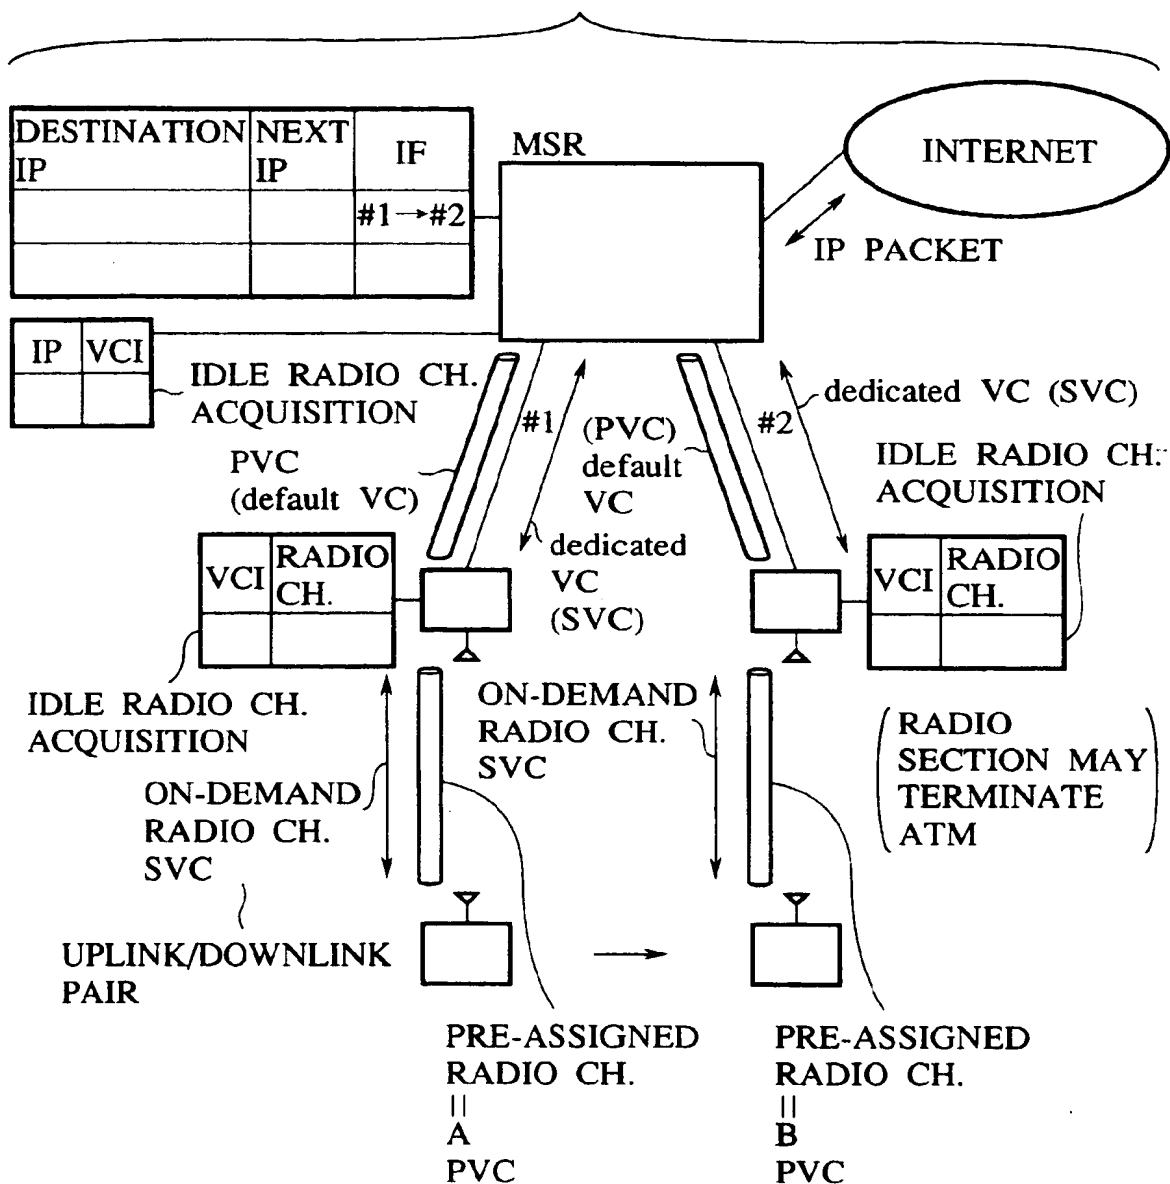 DESTINATION IP
NEXT IP
IF
#1→#2
MSR
INTERNET
IP PACKET
IP
VCI
IDLE RADIO CH.
ACQUISITION
PVC
(default VC)
#1
dedicated
VC
(SVC)
(PVC)
default
VC
#2
dedicated VC (SVC)
IDLE RADIO CH.
ACQUISITION
VCI
RADIO
CH.
VCI
RADIO
CH.
IDLE RADIO CH.
ACQUISITION
ON-DEMAND
RADIO CH.
SVC
UPLINK/DOWNLINK
PAIR
ON-DEMAND
RADIO CH.
SVC
RADIO
SECTION MAY
TERMINATE
ATM
PRE-ASSIGNED
RADIO CH.
||
A
PVC
PRE-ASSIGNED
RADIO CH.
||
B
PVC